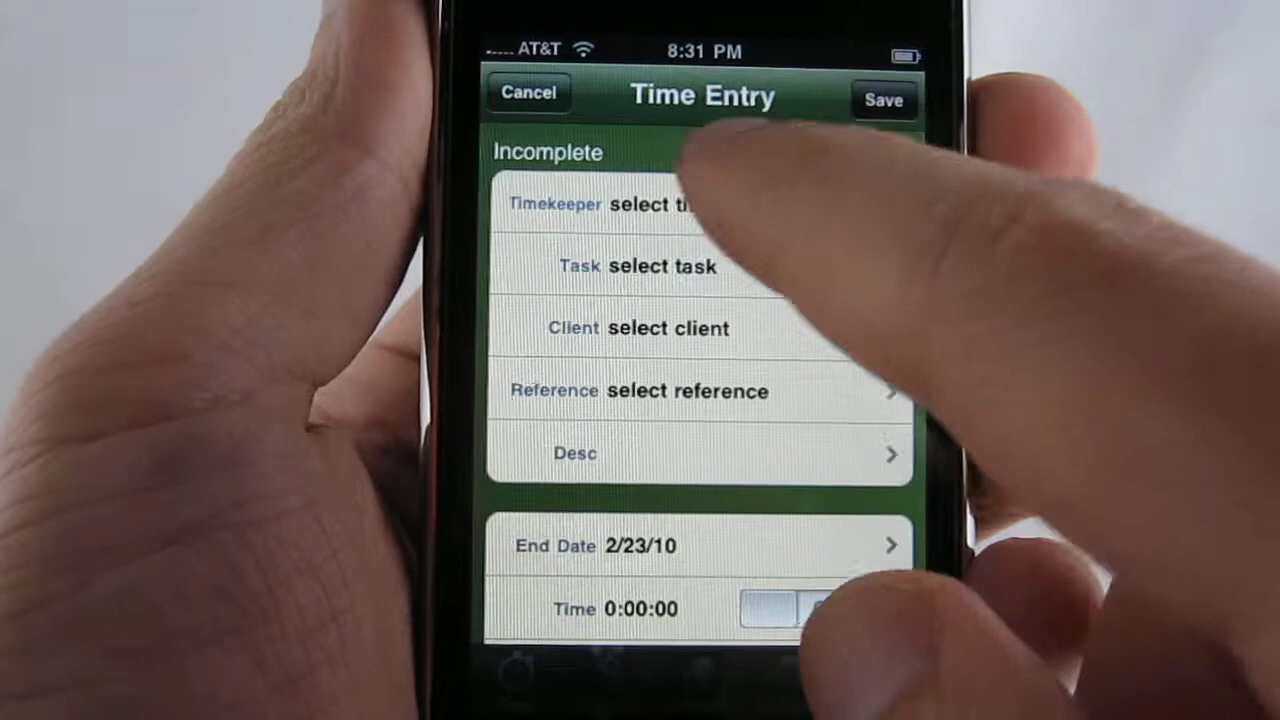 AT&T 8:31 PM
Cancel Time Entry Save
Incomplete
Timekeeper select
Task select task
Client select client
Reference select reference
Desc
End Date 2/23/10
Time 0:00:00